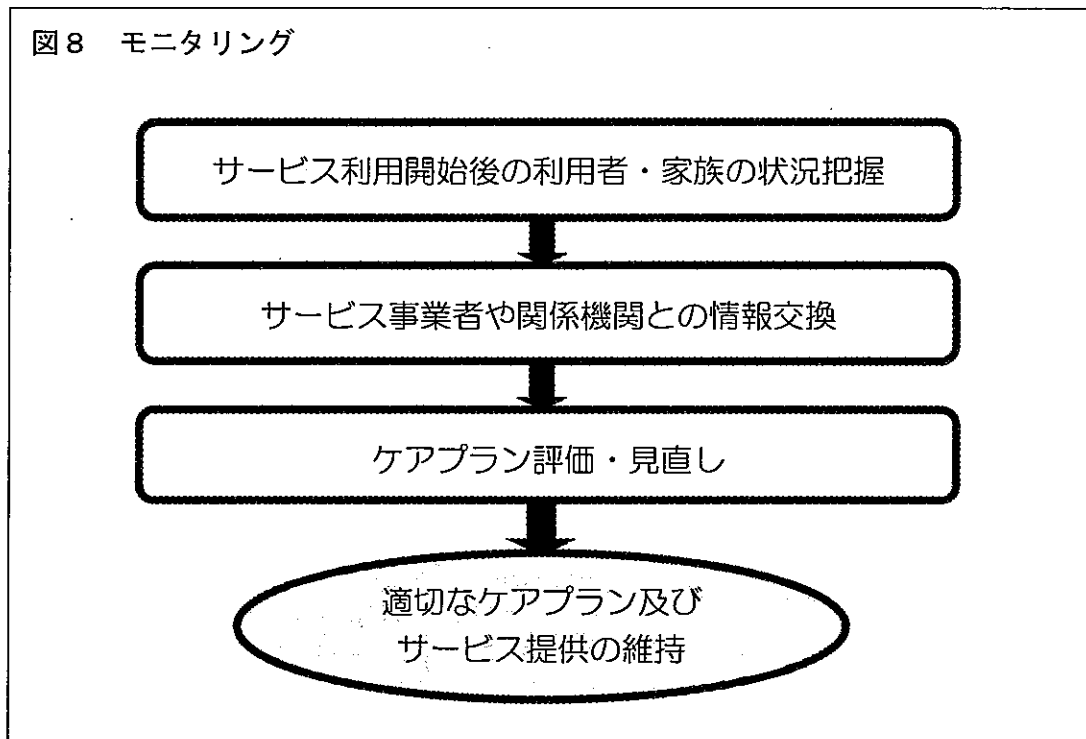 図8 モニタリング
サービス利用開始後の利用者・家族の状況把握
サービス事業者や関係機関との情報交換
ケアプラン評価・見直し
適切なケアプラン及び
サービス提供の維持